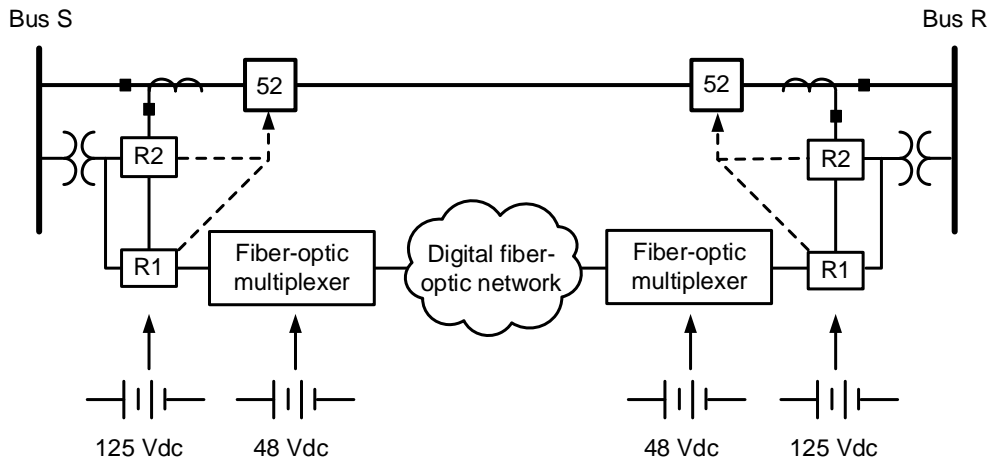 Bus S
Bus R
52
52
R2
R2
R1
Fiber-optic
multiplexer
Digital fiber-
optic network
Fiber-optic
multiplexer
R1
125 Vdc
48 Vdc
48 Vdc
125 Vdc